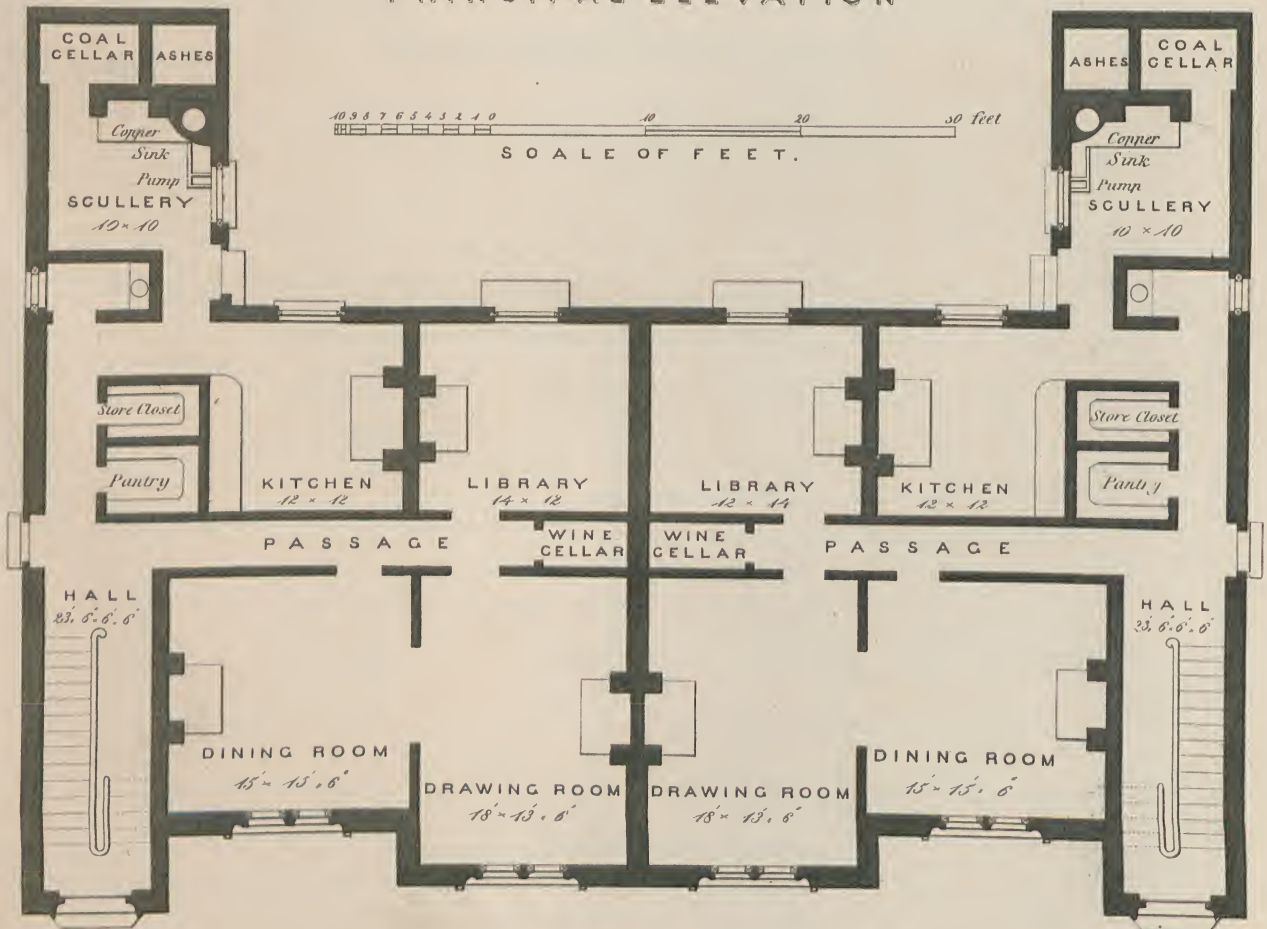 PRINCIPAL ELEVATION
COAL
CELLAR
ASHES
Copper
Sink
Pump
SCULLERY
10 × 10
10 9 8 7 6 5 4 3 2 1 0 10 20 30 feet
SCALE OF FEET.
ASHES
COAL
CELLAR
Copper
Sink
Pump
SCULLERY
10 × 10
Store Closet
Pantry
KITCHEN
12 × 12
LIBRARY
14 × 12
LIBRARY
12 × 14
KITCHEN
12 × 12
Store Closet
Pantry
PASSAGE
WINE
CELLAR
WINE
CELLAR
PASSAGE
HALL
23, 6 × 6, 6
DINING ROOM
15 × 15, 6
DRAWING ROOM
18 × 13, 6
DRAWING ROOM
18 × 13, 6
DINING ROOM
15 × 15, 6
HALL
23, 6 × 6, 6